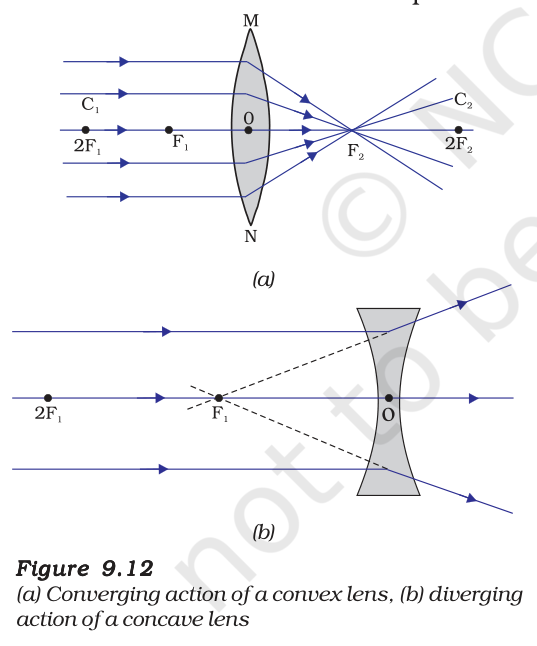 M
C₁
O
C₂
2F₁
F₁
F₂
2F₂
N
(a)
2F₁
F₁
O
(b)
Figure 9.12
(a) Converging action of a convex lens, (b) diverging
action of a concave lens
© NC
not to be